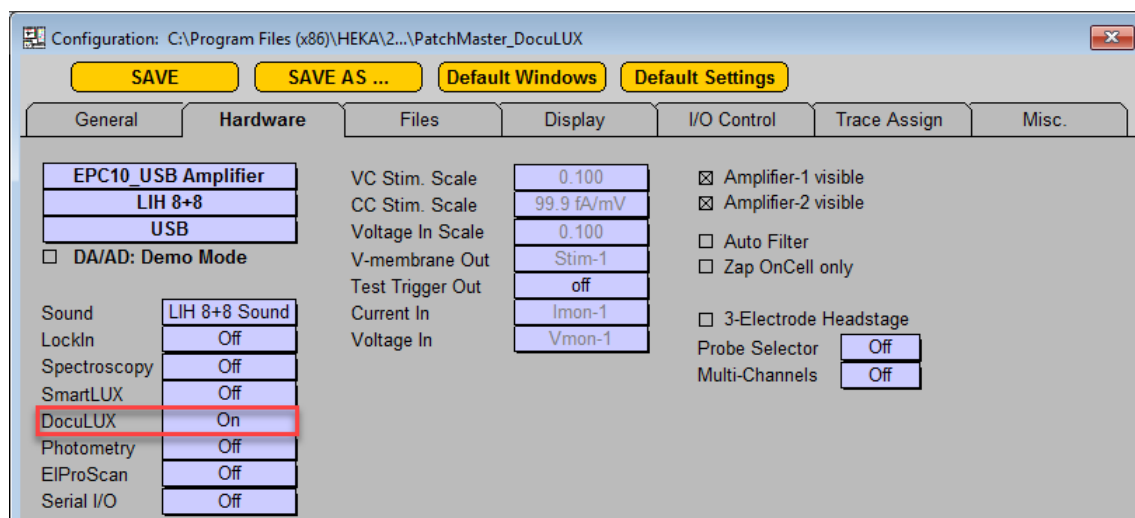 Configuration: C:\Program Files (x86)\HEKA\2...\PatchMaster_DocuLUX
SAVE SAVE AS ... Default Windows Default Settings
General Hardware Files Display I/O Control Trace Assign Misc.
EPC10_USB Amplifier
LIH 8+8
USB
DA/AD: Demo Mode
Sound LIH 8+8 Sound
LockIn Off
Spectroscopy Off
SmartLUX Off
DocuLUX On
Photometry Off
ElProScan Off
Serial I/O Off
VC Stim. Scale 0.100
CC Stim. Scale 99.9 fA/mV
Voltage In Scale 0.100
V-membrane Out Stim-1
Test Trigger Out off
Current In Imon-1
Voltage In Vmon-1
Amplifier-1 visible
Amplifier-2 visible
Auto Filter
Zap OnCell only
3-Electrode Headstage
Probe Selector Off
Multi-Channels Off